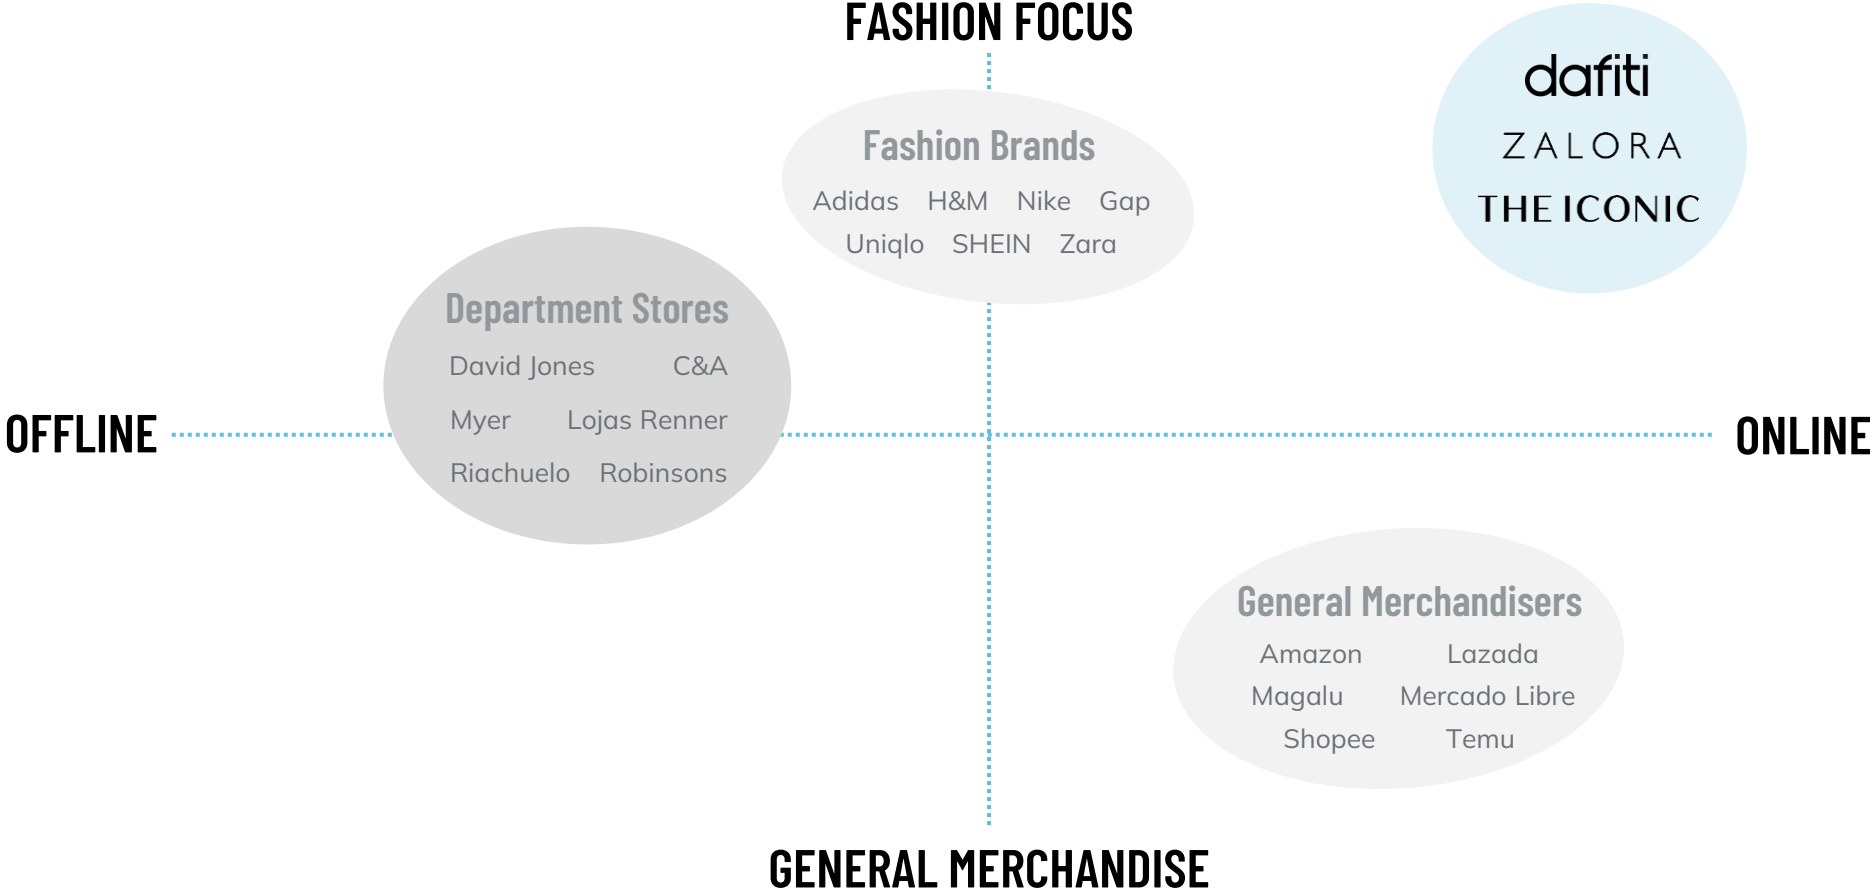 FASHION FOCUS
dafiti
ZALORA
THE ICONIC
Fashion Brands
Adidas H&M Nike Gap
Uniqlo SHEIN Zara
Department Stores
David Jones C&A
Myer Lojas Renner
Riachuelo Robinsons
OFFLINE
ONLINE
General Merchandisers
Amazon Lazada
Magalu Mercado Libre
Shopee Temu
GENERAL MERCHANDISE